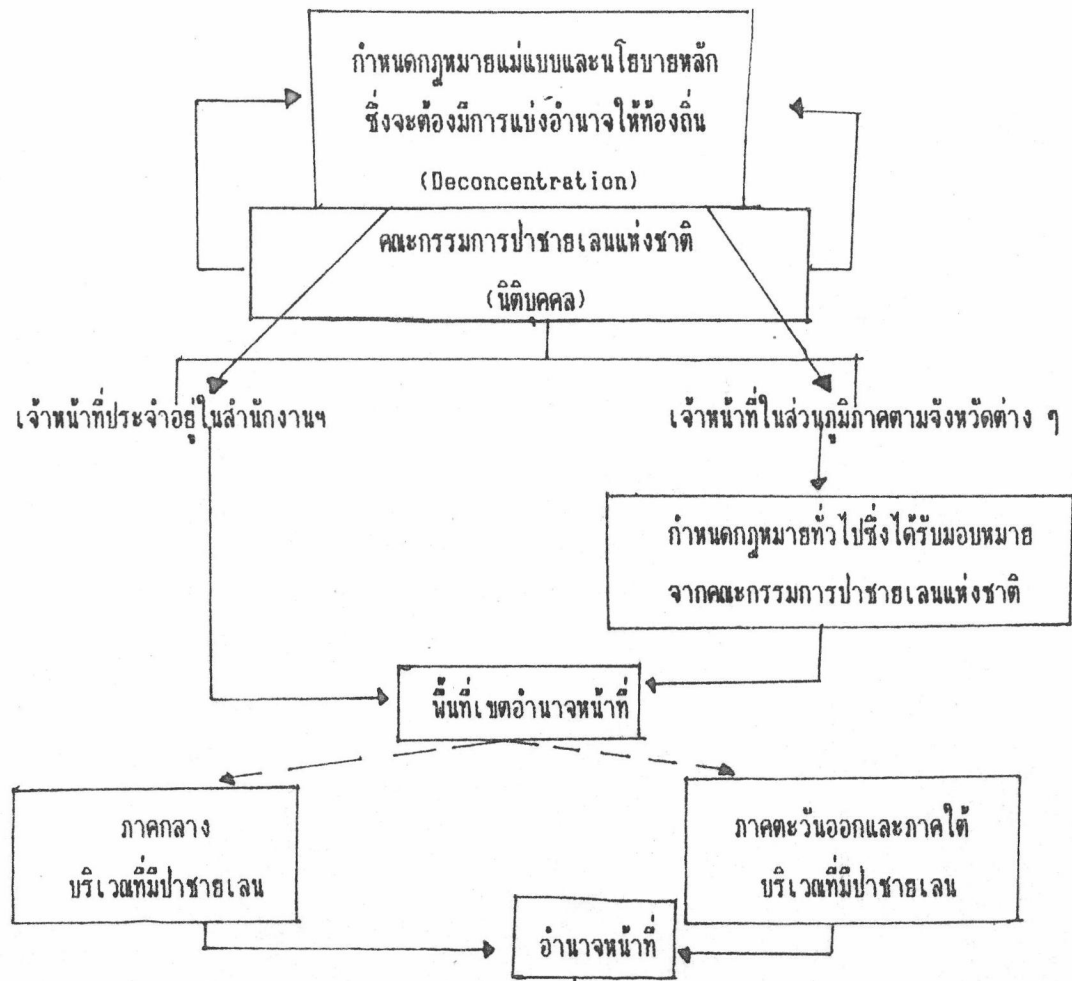 กำหนดกฎหมายแม่แบบและนโยบายหลัก
ซึ่งจะต้องมีการแบ่งอำนาจให้ท้องถิ่น
(Deconcentration)
คณะกรรมการป่าชายเลนแห่งชาติ
(นิติบุคคล)
เจ้าหน้าที่ประจำอยู่ในสำนักงานฯ
เจ้าหน้าที่ในส่วนภูมิภาคตามจังหวัดต่าง ๆ
กำหนดกฎหมายทั่วไปซึ่งได้รับมอบหมาย
จากคณะกรรมการป่าชายเลนแห่งชาติ
พื้นที่เขตอำนาจหน้าที่
ภาคกลาง
บริเวณที่มีป่าชายเลน
ภาคตะวันออกและภาคใต้
บริเวณที่มีป่าชายเลน
อำนาจหน้าที่